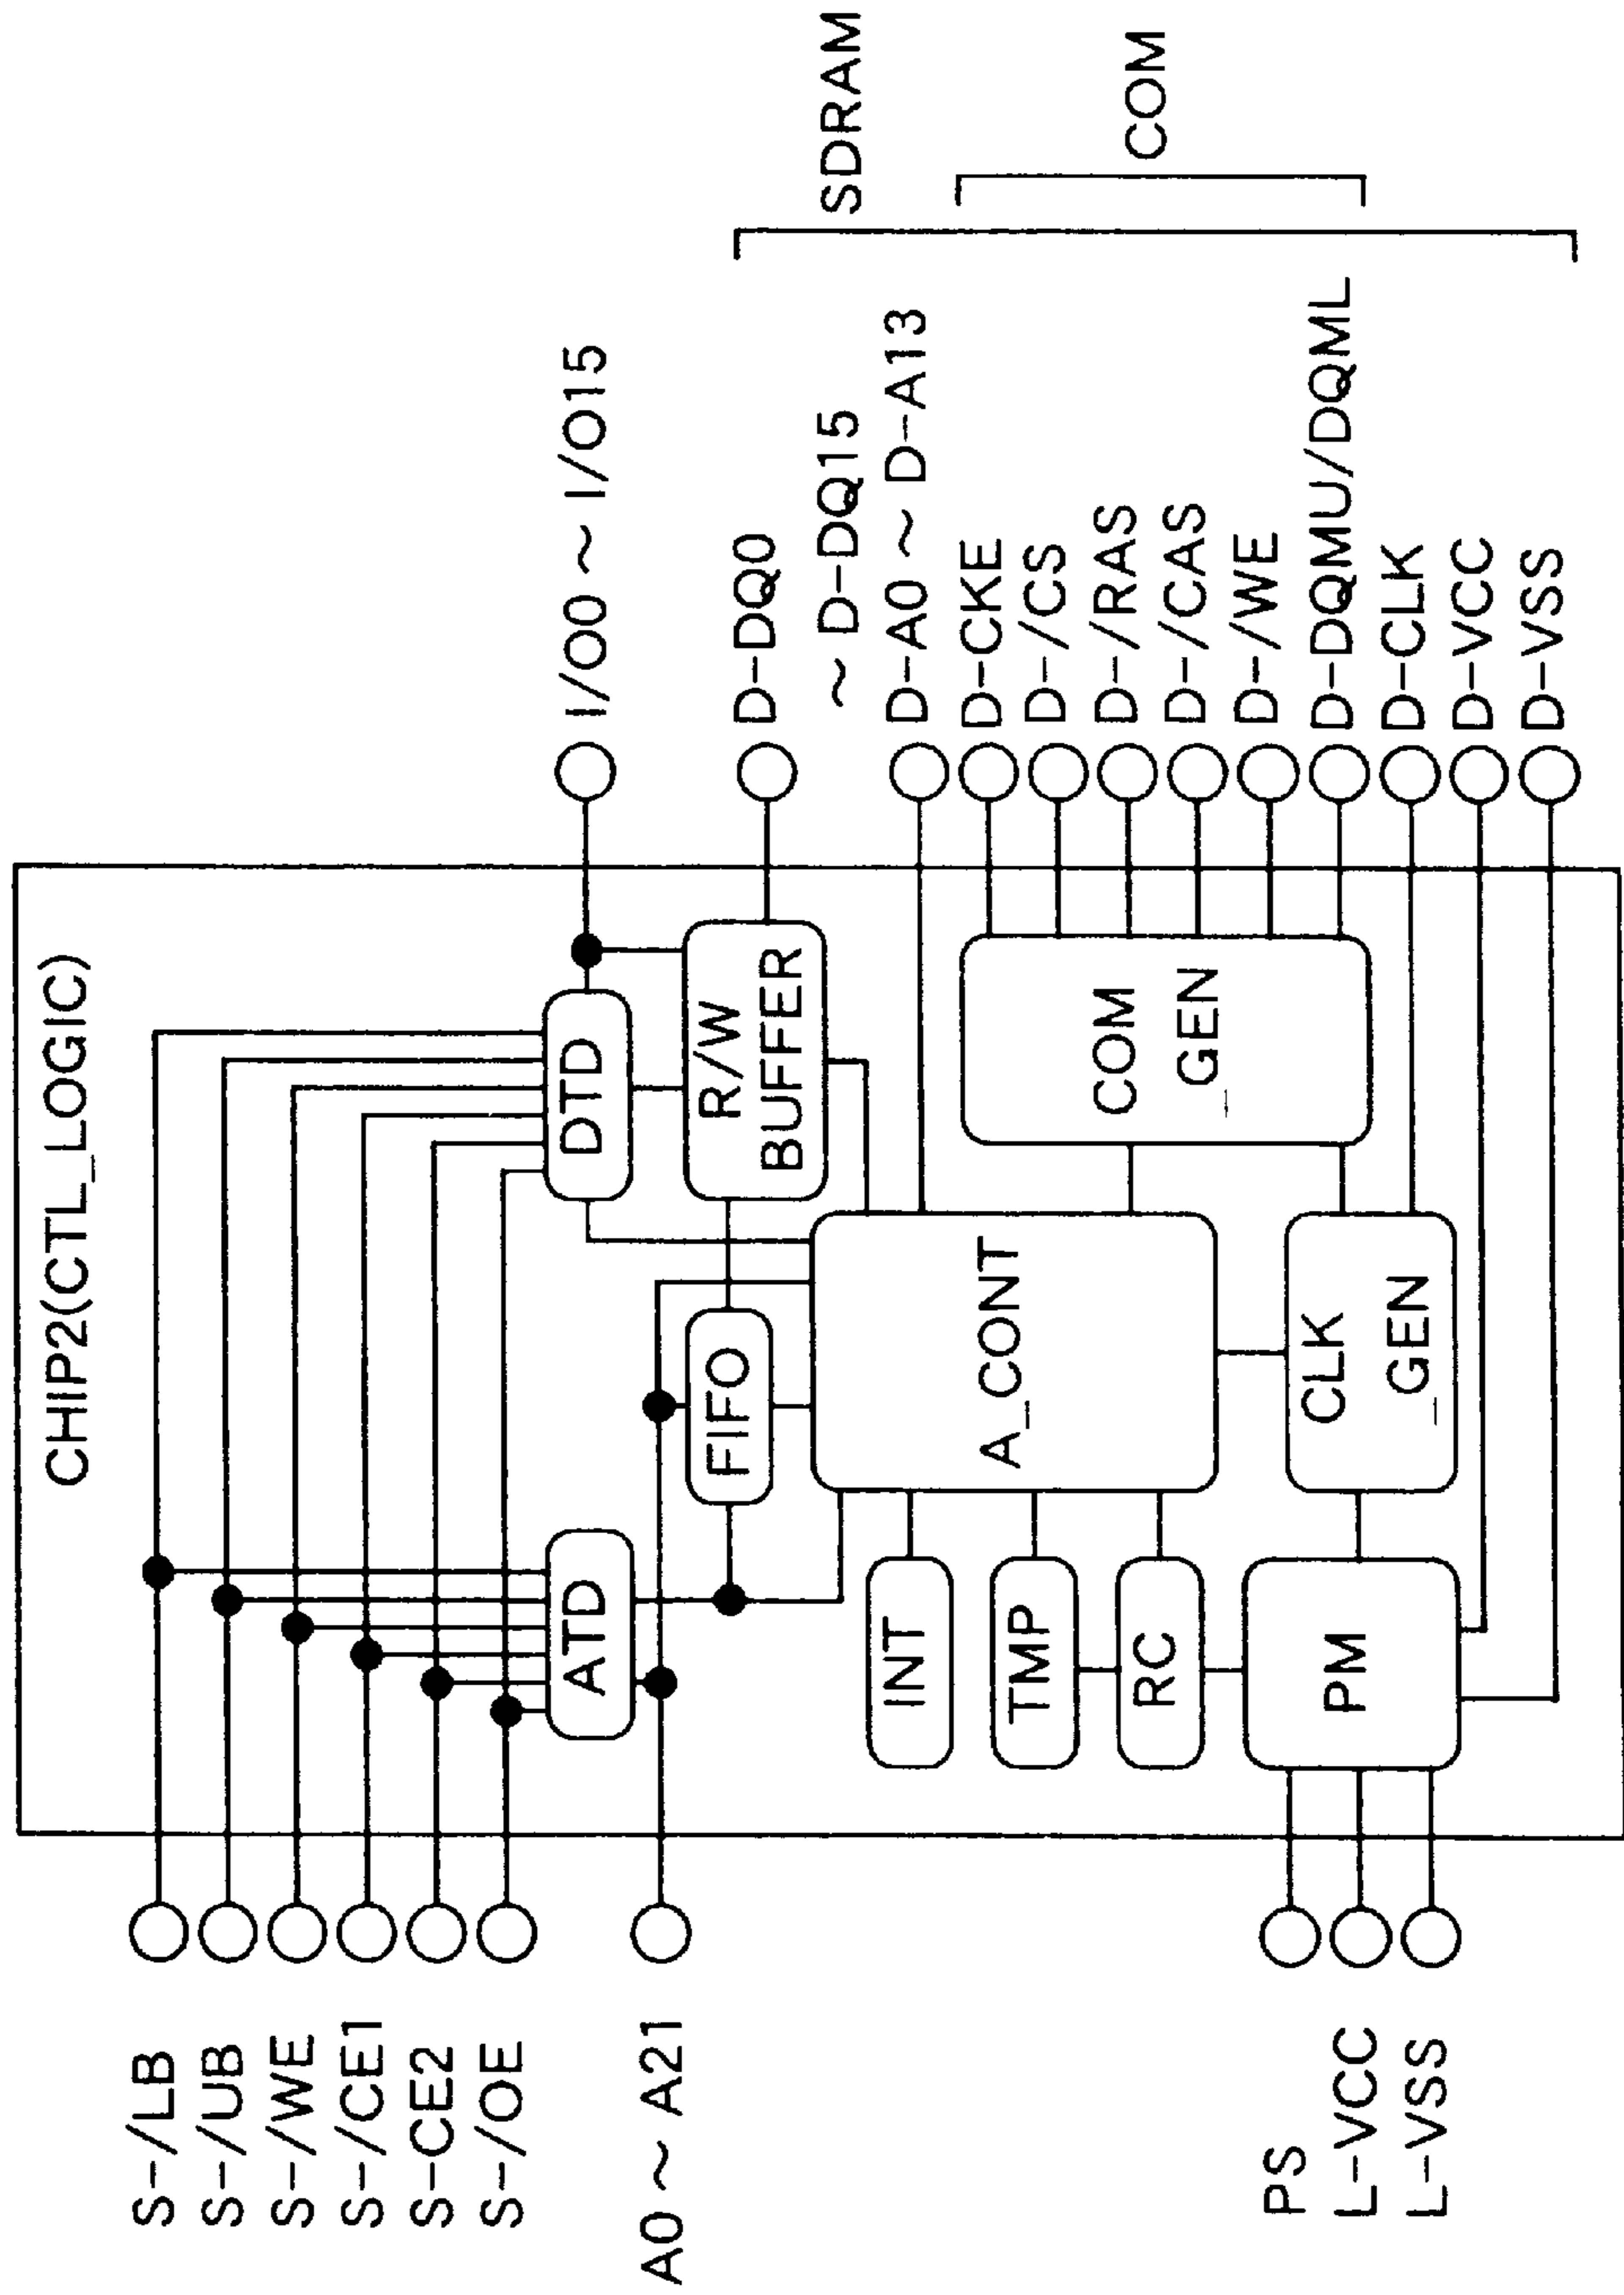 CHIP2(CTL_LOGIC)
S-/LB
S-/UB
S-/WE
S-/CE1
S-CE2
S-/OE
A0 ~ A21
PS
L-VCC
L-VSS
ATD
DTD
FIFO
R/W
BUFFER
INT
TMP
RC
PM
A_CONT
COM
_GEN
CLK
_GEN
I/O0 ~ I/O15
D-DQ0
~ D-DQ15
D-A0 ~ D-A13
D-CKE
D-/CS
D-/RAS
D-/CAS
D-/WE
D-DQMU/DQML
D-CLK
D-VCC
D-VSS
SDRAM
COM